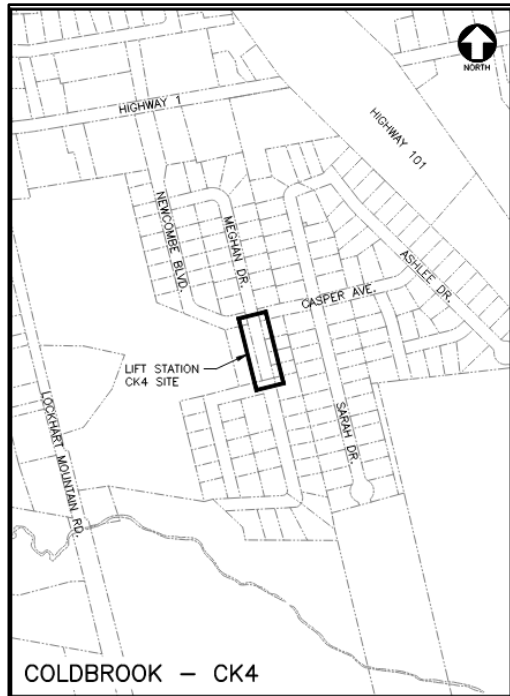 NORTH
HIGHWAY 1
HIGHWAY 101
NEWCOMBE BLVD.
MEGHAN DR.
ASHLEE DR.
CASPER AVE.
LIFT STATION
CK4 SITE
LOCKHART MOUNTAIN RD.
SARAH DR.
COLDBROOK – CK4